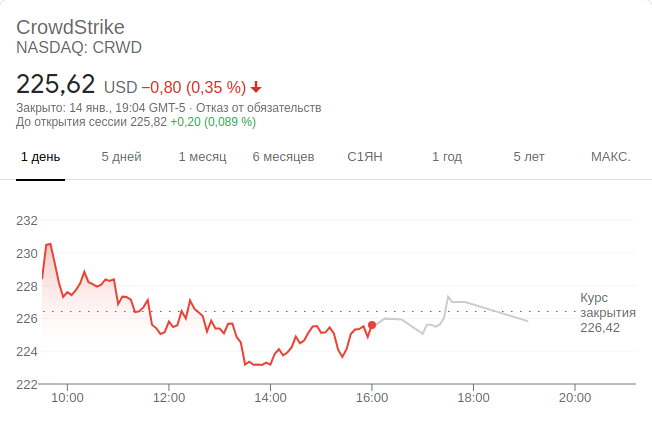 CrowdStrike
NASDAQ: CRWD
225,62 USD −0,80 (0,35 %)
Закрыто: 14 янв., 19:04 GMT-5 · Отказ от обязательств
До открытия сессии 225,82 +0,20 (0,089 %)
1 день 5 дней 1 месяц 6 месяцев С1ЯН 1 год 5 лет МАКС.
232
230
228
Курс
226 закрытия
226,42
224
222
10:00 12:00 14:00 16:00 18:00 20:00